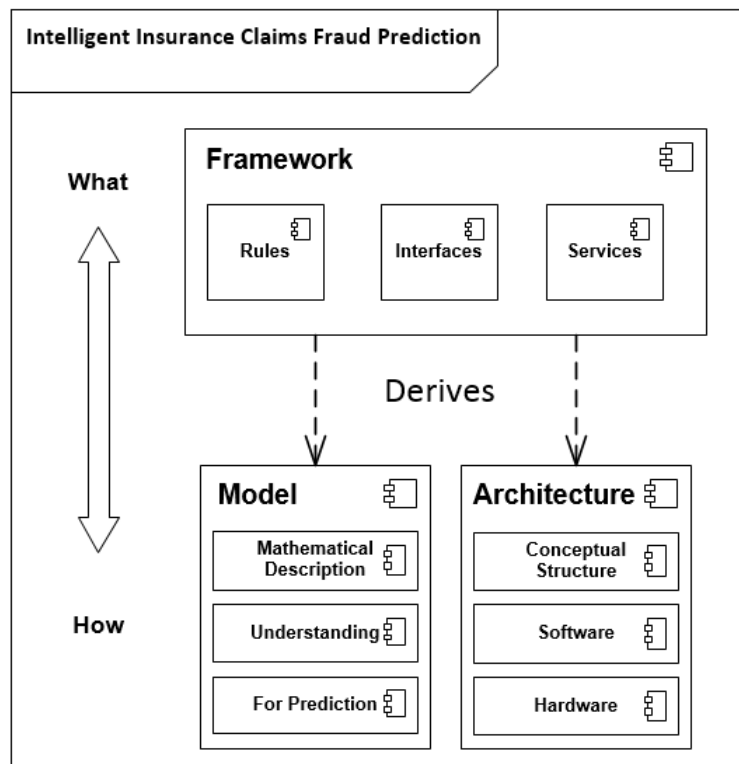 Intelligent Insurance Claims Fraud Prediction
What
Framework
Rules
Interfaces
Services
Derives
Model
Mathematical
Description
Understanding
For Prediction
Architecture
Conceptual
Structure
Software
Hardware
How